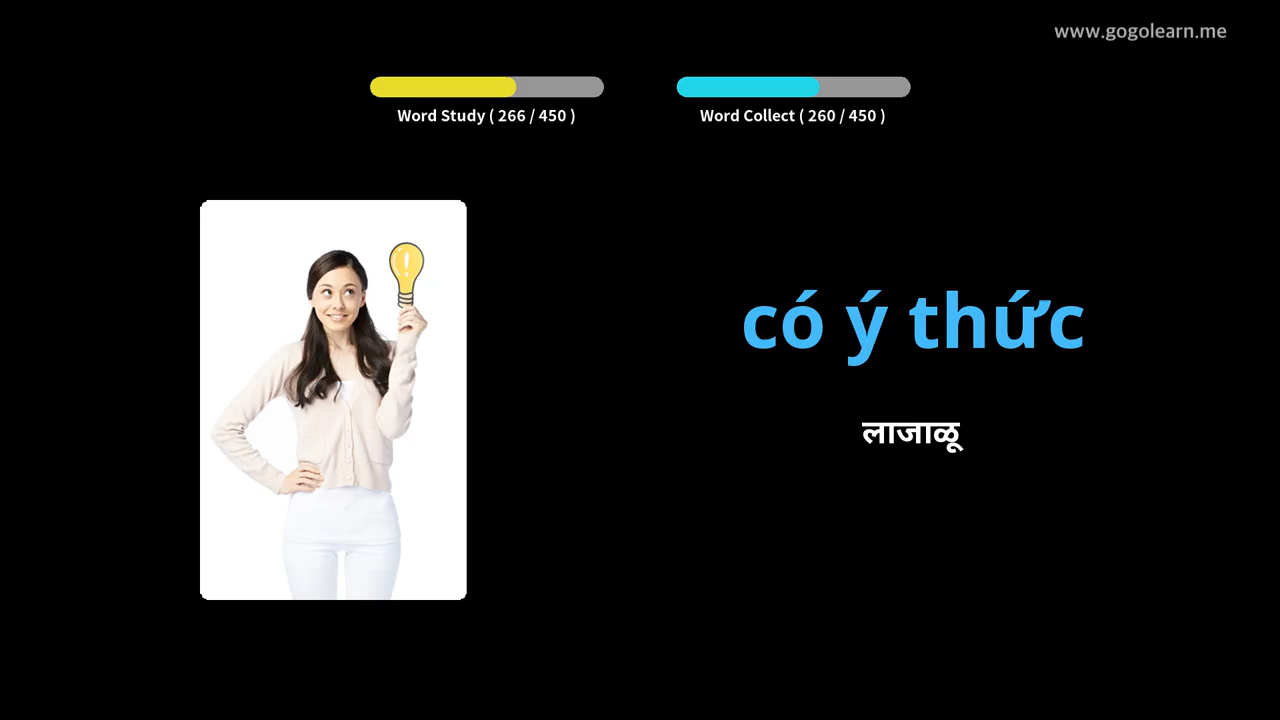 www.gogolearn.me
Word Study ( 266 / 450 )
Word Collect ( 260 / 450 )
có ý thức
लाजाळू